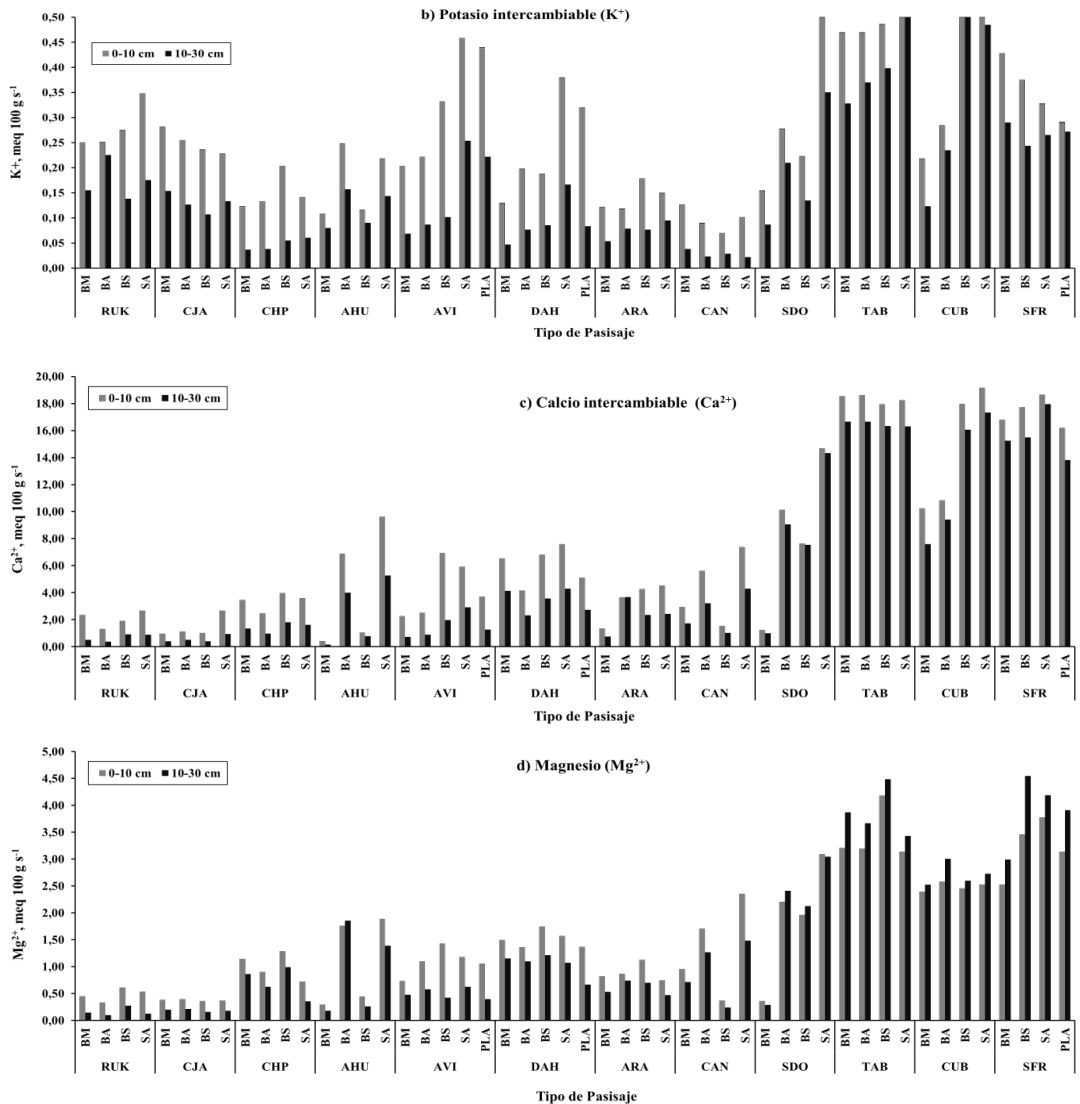 b) Potasio intercambiable (K⁺)
0,50
0,45
0,40
0,35
0,30
0,25
0,20
0,15
0,10
0,05
0,00
K+, meq 100 g s⁻¹
0-10 cm 10-30 cm
BM BA BS SA BM BA BS SA BM BA BS SA BM BA BS SA BM BA BS SA PLA BM BA BS SA PLA BM BA BS SA BM BA BS SA BM BA BS SA BM BA BS SA BM BA BS SA BM BS SA PLA
RUK CJA CHP AHU AVI DAH ARA CAN SDO TAB CUB SFR
Tipo de Pasisaje
c) Calcio intercambiable (Ca²⁺)
20,00
18,00
16,00
14,00
12,00
10,00
8,00
6,00
4,00
2,00
0,00
Ca²⁺, meq 100 g s⁻¹
0-10 cm 10-30 cm
BM BA BS SA BM BA BS SA BM BA BS SA BM BA BS SA BM BA BS SA PLA BM BA BS SA PLA BM BA BS SA BM BA BS SA BM BA BS SA BM BA BS SA BM BA BS SA BM BS SA PLA
RUK CJA CHP AHU AVI DAH ARA CAN SDO TAB CUB SFR
Tipo de Pasisaje
d) Magnesio (Mg²⁺)
5,00
4,50
4,00
3,50
3,00
2,50
2,00
1,50
1,00
0,50
0,00
Mg²⁺, meq 100 g s⁻¹
0-10 cm 10-30 cm
BM BA BS SA BM BA BS SA BM BA BS SA BM BA BS SA BM BA BS SA PLA BM BA BS SA PLA BM BA BS SA BM BA BS SA BM BA BS SA BM BA BS SA BM BA BS SA BM BS SA PLA
RUK CJA CHP AHU AVI DAH ARA CAN SDO TAB CUB SFR
Tipo de Pasisaje